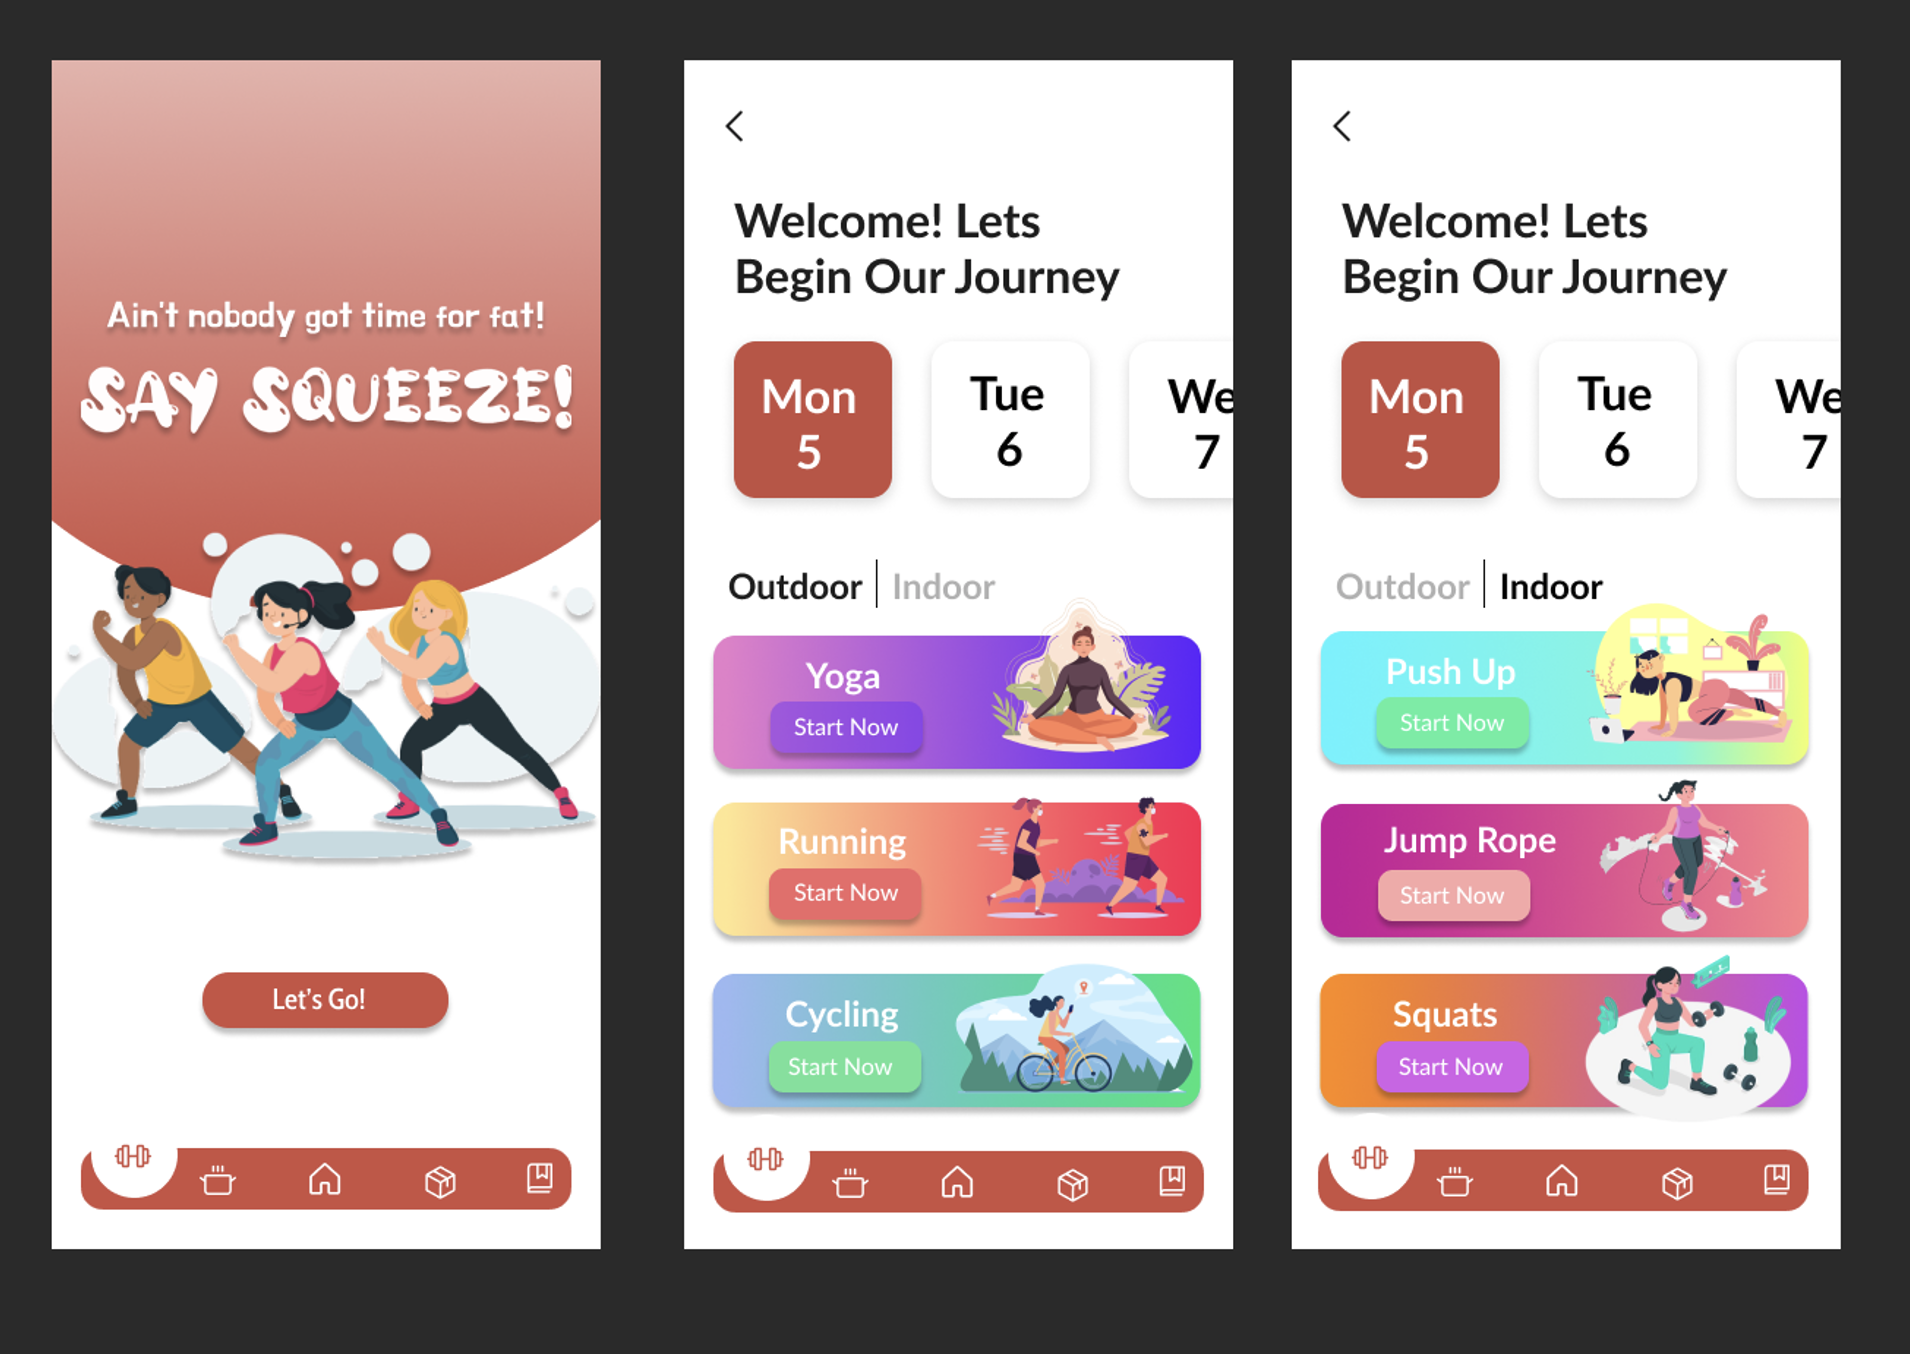 Ain't nobody got time for fat!
SAY SQUEEZE!
Let's Go!
Welcome! Lets
Begin Our Journey
Mon
5
Tue
6
We
7
Outdoor | Indoor
Yoga
Start Now
Running
Start Now
Cycling
Start Now
Welcome! Lets
Begin Our Journey
Mon
5
Tue
6
We
7
Outdoor | Indoor
Push Up
Start Now
Jump Rope
Start Now
Squats
Start Now